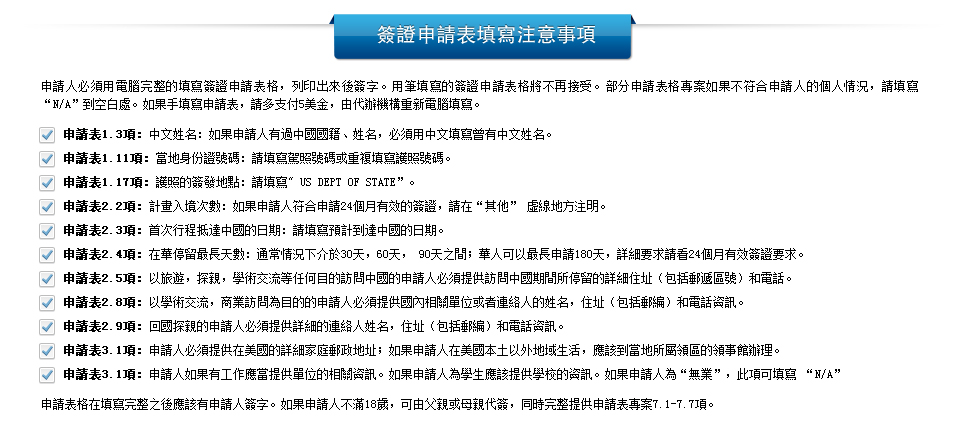 簽證申請表填寫注意事項
申請人必須用電腦完整的填寫簽證申請表格，列印出來後簽字。用筆填寫的簽證申請表格將不再接受。部分申請表格專案如果不符合申請人的個人情況，請填寫
“N/A”到空白處。如果手填寫申請表，請多支付5美金，由代辦機構重新電腦填寫。
申請表1.3項：中文姓名：如果申請人有過中國國籍、姓名，必須用中文填寫曾有中文姓名。
申請表1.11項：當地身份證號碼：請填寫駕照號碼或重複填寫護照號碼。
申請表1.17項：護照的簽發地點：請填寫“US DEPT OF STATE”。
申請表2.2項：計畫入境次數：如果申請人符合申請24個月有效的簽證，請在“其他” 虛線地方注明。
申請表2.3項：首次行程抵達中國的日期：請填寫預計到達中國的日期。
申請表2.4項：在華停留最長天數：通常情況下介於30天，60天， 90天之間；華人可以最長申請180天，詳細要求請看24個月有效簽證要求。
申請表2.5項：以旅遊，探親，學術交流等任何目的訪問中國的申請人必須提供訪問中國期間所停留的詳細住址（包括郵遞區號）和電話。
申請表2.8項：以學術交流，商業訪問為目的的申請人必須提供國內相關單位或者連絡人的姓名，住址（包括郵編）和電話資訊。
申請表2.9項：回國探親的申請人必須提供詳細的連絡人姓名，住址（包括郵編）和電話資訊。
申請表3.1項：申請人必須提供在美國的詳細家庭郵政地址；如果申請人在美國本土以外地域生活，應該到當地所屬領區的領事館辦理。
申請表3.1項：申請人如果有工作應當提供單位的相關資訊。如果申請人為學生應該提供學校的資訊。如果申請人為“無業”，此項可填寫 “N/A”
申請表格在填寫完之後應該有申請人簽字。如果申請人不滿18歲，可由父親或母親代簽，同時完整提供申請表專案7.1-7.7項。